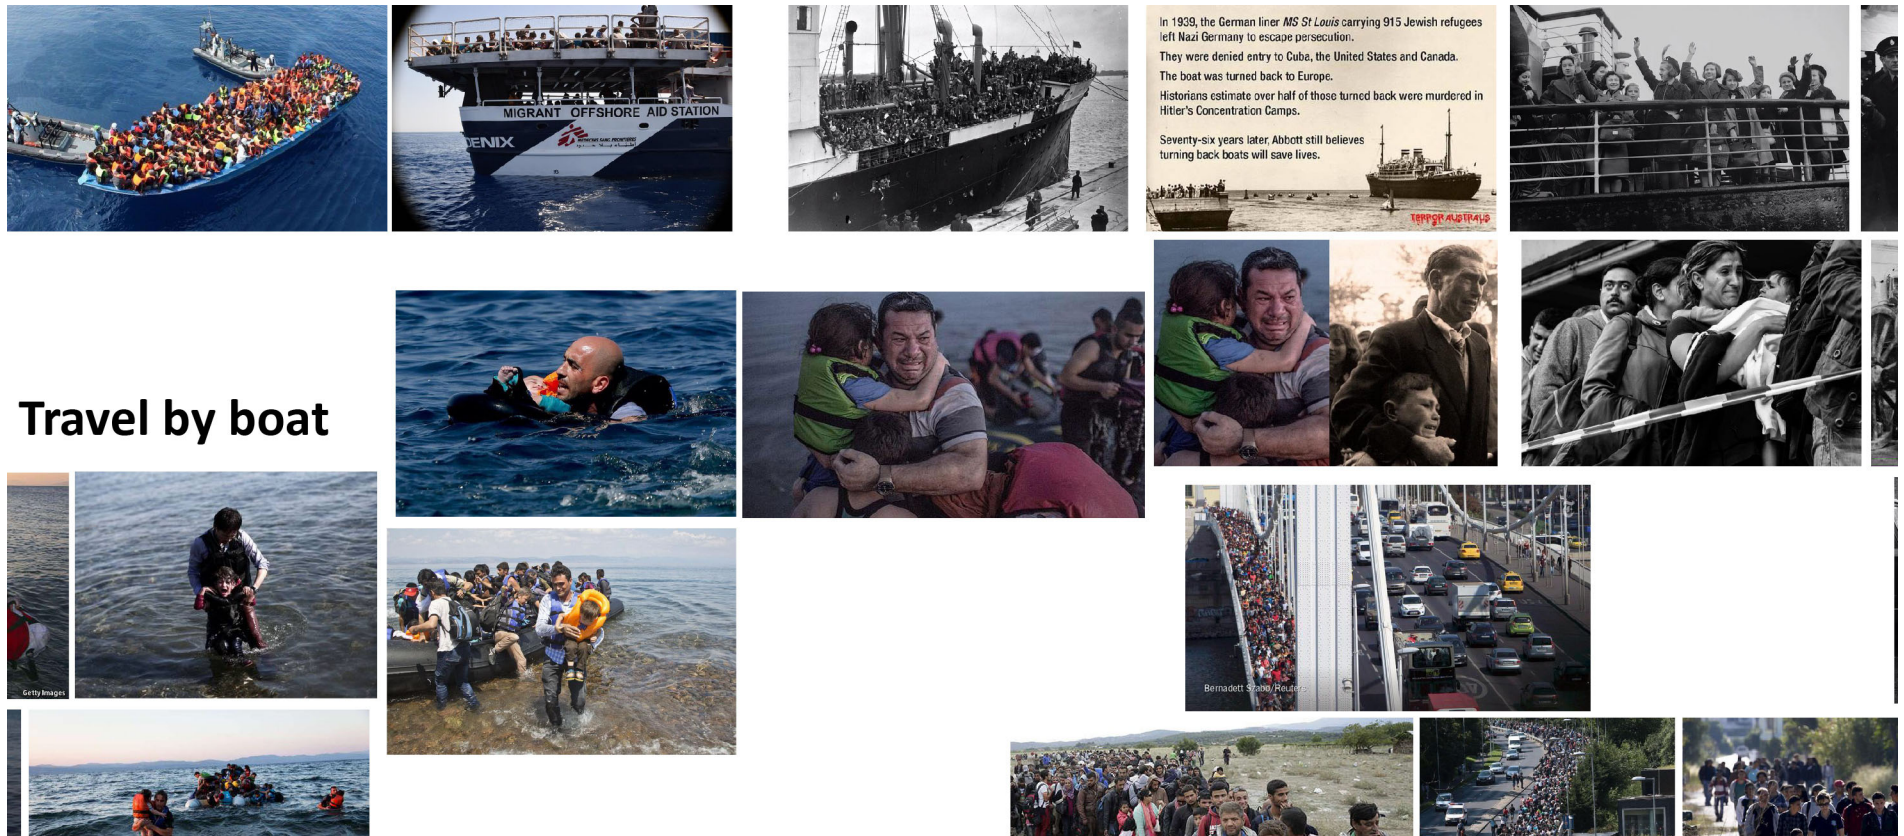 MIGRANT OFFSHORE AID STATION
ENIX
In 1939, the German liner MS St Louis carrying 915 Jewish refugees
left Nazi Germany to escape persecution.
They were denied entry to Cuba, the United States and Canada.
The boat was turned back to Europe.
Historians estimate over half of those turned back were murdered in
Hitler's Concentration Camps.
Seventy-six years later, Abbott still believes
turning back boats will save lives.
TERROR AUSTRALIS
Travel by boat
Getty Images
Bernadett Szabo/Reuters